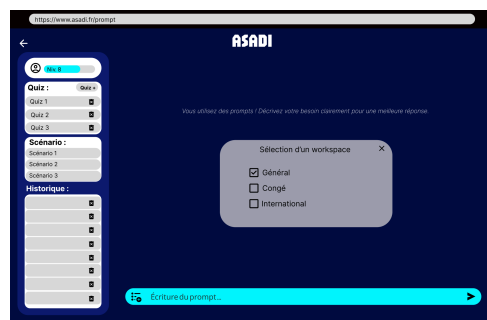 https://www.asadi.fr/prompt
ASADI
Niv. 8
Quiz :
Quiz +
Quiz 1
Quiz 2
Quiz 3
Scénario :
Scénario 1
Scénario 2
Scénario 3
Historique :
Vous utilisez des prompts ! Décrivez votre besoin clairement pour une meilleure réponse.
Sélection d'un workspace
Général
Congé
International
Écriture du prompt...